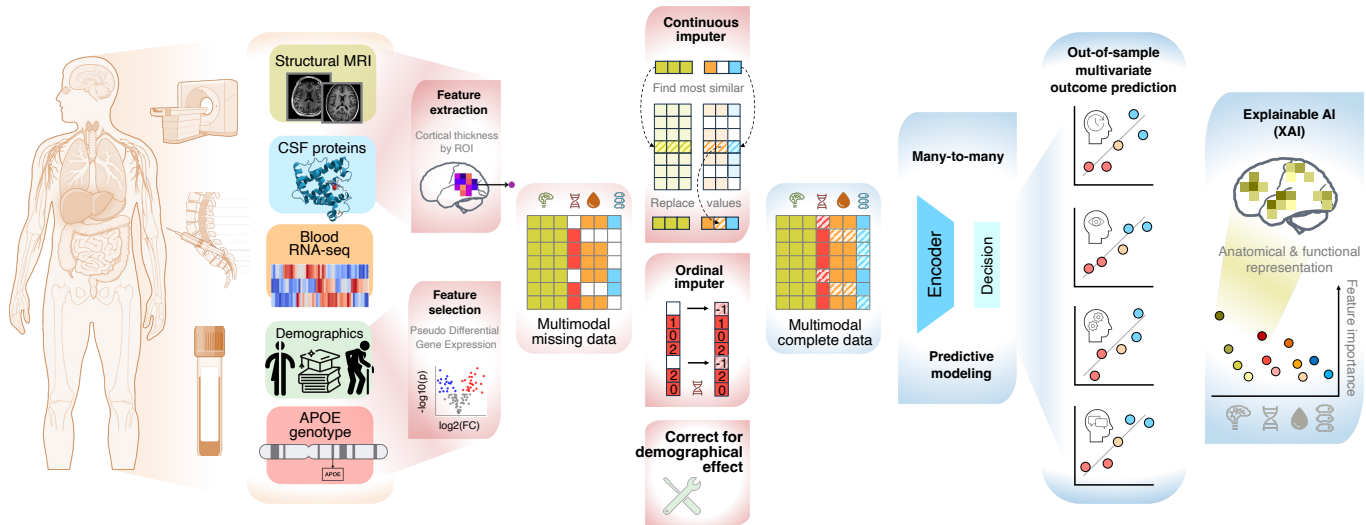 Structural MRI
CSF proteins
Blood
RNA-seq
Demographics
APOE
genotype
APOE
Feature
extraction
Cortical thickness
by ROI
Feature
selection
Pseudo Differential
Gene Expression
-log10(p)
log2(FC)
Multimodal
missing data
Continuous
imputer
Find most similar
Replace values
Ordinal
imputer
-1
1
0
2
-1
2
0
1
0
2
2
0
Correct for
demographical
effect
Multimodal
complete data
Many-to-many
Encoder
Decision
Predictive
modeling
Out-of-sample
multivariate
outcome prediction
Explainable AI
(XAI)
Anatomical & functional
representation
Feature importance